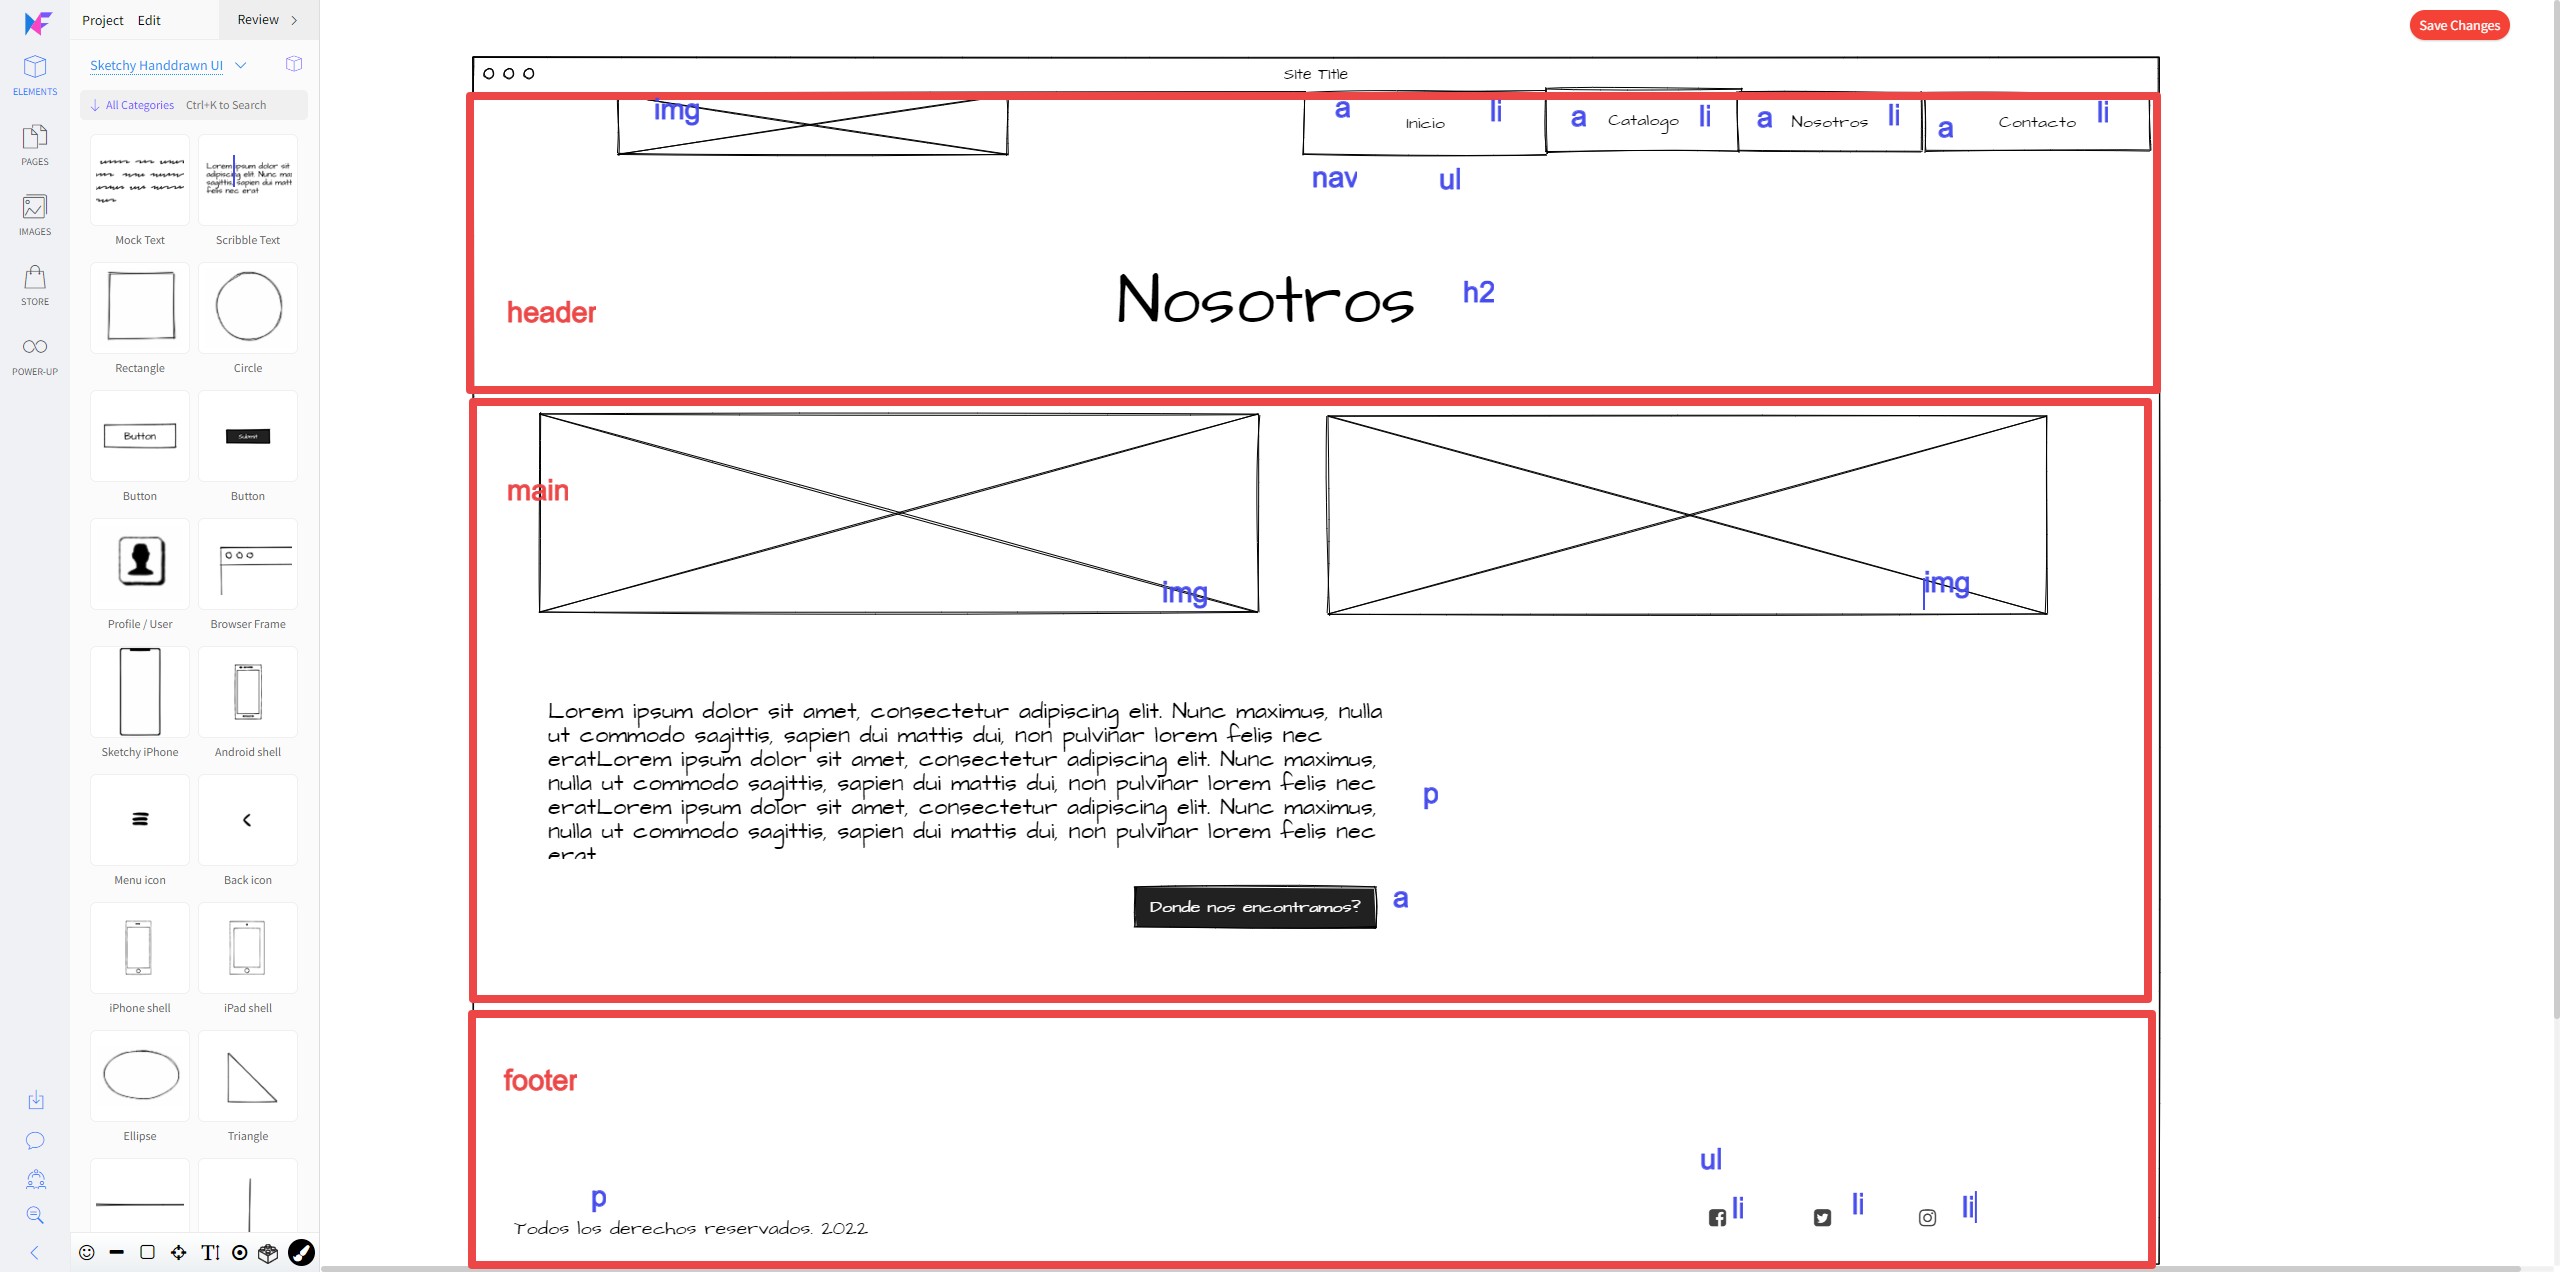 Project Edit Review
Save Changes
Sketchy Handdrawn UI
All Categories Ctrl+K to Search
ELEMENTS
PAGES
IMAGES
STORE
POWER-UP
Lorem ipsum dolor sit
adipiscing elit. Nunc max
sagittis, sapien dui matt
felis nec erat
Mock Text
Scribble Text
Rectangle
Circle
Button
Submit
Button
Button
Profile / User
Browser Frame
Sketchy iPhone
Android shell
Menu icon
Back icon
iPhone shell
iPad shell
Ellipse
Triangle
Site Title
img
a Inicio li
a Catalogo li
a Nosotros li
a Contacto li
nav ul
header
Nosotros h2
main
img
img
Lorem ipsum dolor sit amet, consectetur adipiscing elit. Nunc maximus, nulla
ut commodo sagittis, sapien dui mattis dui, non pulvinar lorem felis nec
eratLorem ipsum dolor sit amet, consectetur adipiscing elit. Nunc maximus,
nulla ut commodo sagittis, sapien dui mattis dui, non pulvinar lorem felis nec
eratLorem ipsum dolor sit amet, consectetur adipiscing elit. Nunc maximus,
nulla ut commodo sagittis, sapien dui mattis dui, non pulvinar lorem felis nec
erat
p
Donde nos encontramos? a
footer
ul
p
li li li
Todos los derechos reservados. 2022